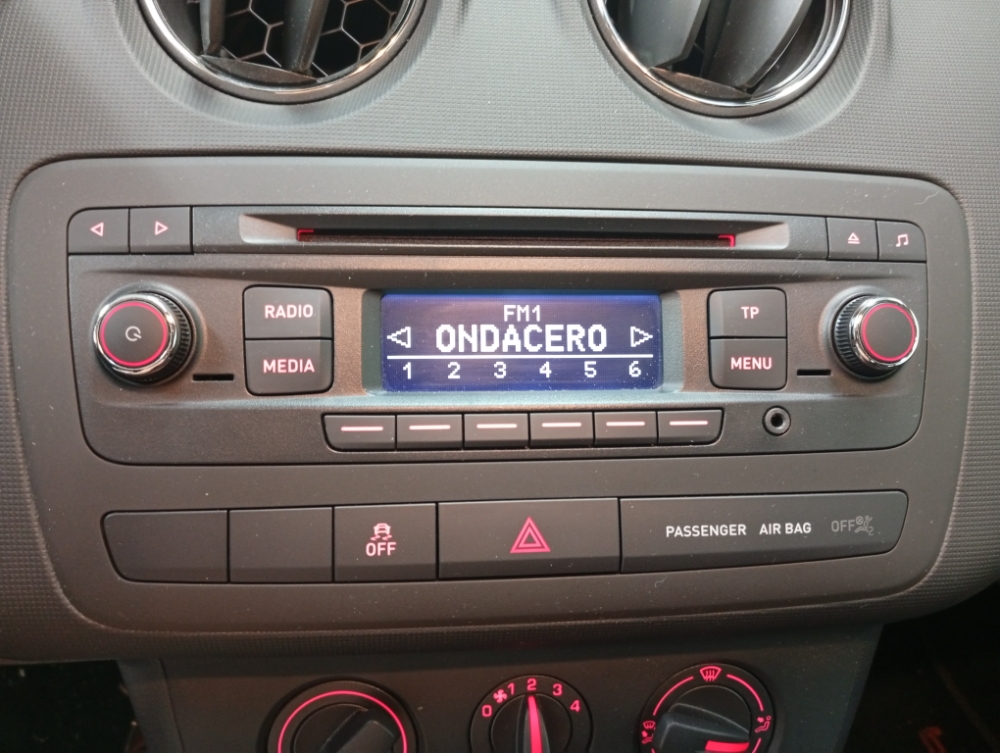 RADIO
MEDIA
FM1
ONDACERO
1 2 3 4 5 6
TP
MENU
OFF
PASSENGER AIR BAG OFF
0 1 2 3 4